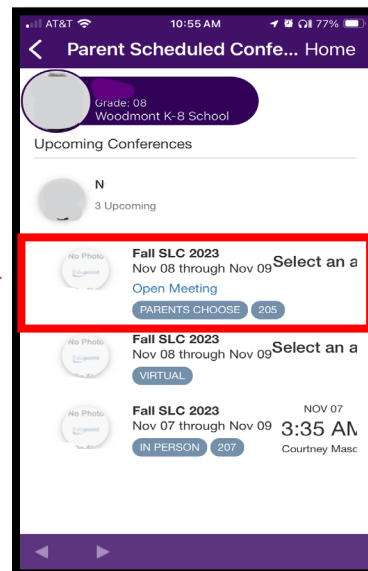 AT&T 10:55 AM 77%
Parent Scheduled Confe... Home
Grade: 08
Woodmont K-8 School
Upcoming Conferences
N
3 Upcoming
No Photo
Fall SLC 2023
Nov 08 through Nov 09 Select an a
Open Meeting
PARENTS CHOOSE 205
No Photo
Fall SLC 2023
Nov 08 through Nov 09 Select an a
VIRTUAL
No Photo
Fall SLC 2023 NOV 07
Nov 07 through Nov 09 3:35 AM
IN PERSON 207 Courtney Masc